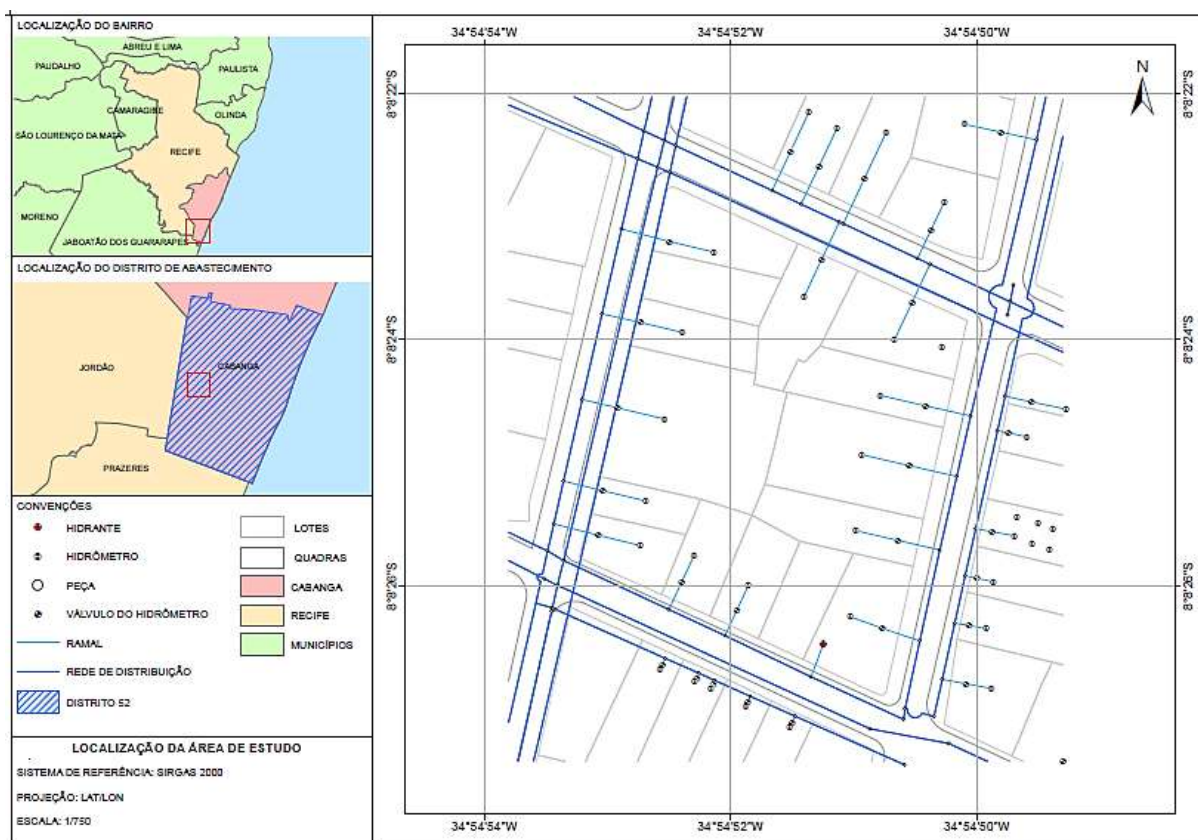 LOCALIZAÇÃO DO BAIRRO
ABREU E LIMA
PAUDALHO
PAULISTA
CAMARAGIBE
OLINDA
SÃO LOURENÇO DA MATA
RECIFE
MORENO
JABOATÃO DOS GUARARAPES
LOCALIZAÇÃO DO DISTRITO DE ABASTECIMENTO
JORDÃO
CABANGA
PRAZERES
CONVENÇÕES
HIDRANTE
HIDRÔMETRO
PEÇA
VÁLVULO DO HIDRÔMETRO
RAMAL
REDE DE DISTRIBUIÇÃO
DISTRITO 52
LOTES
QUADRAS
CABANGA
RECIFE
MUNICÍPIOS
LOCALIZAÇÃO DA ÁREA DE ESTUDO
SISTEMA DE REFERÊNCIA: SIRGAS 2000
PROJEÇÃO: LAT/LON
ESCALA: 1/750
34°54'54"W
34°54'52"W
34°54'50"W
N
8°8'22"S
8°8'22"S
8°8'24"S
8°8'24"S
8°8'26"S
8°8'26"S
34°54'54"W
34°54'52"W
34°54'50"W